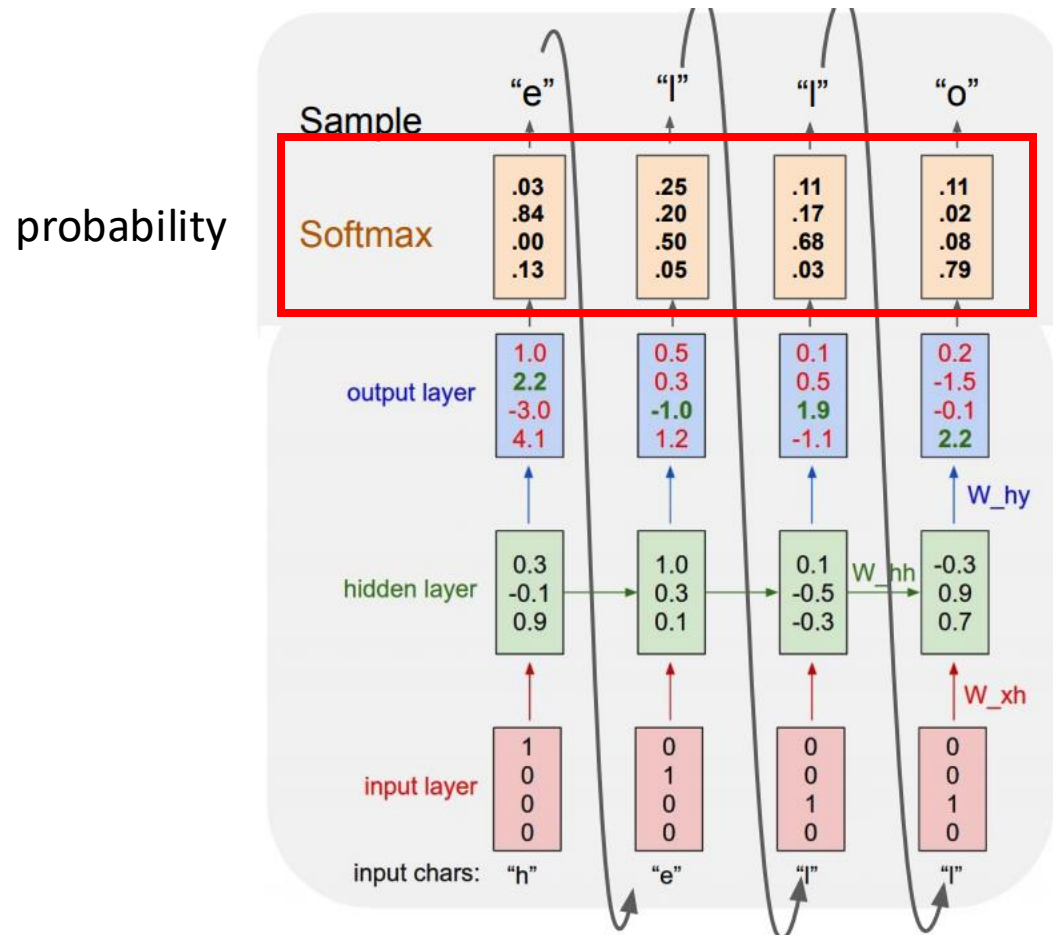 “e” “l” “l” “o”
Sample
probability
Softmax
.03 .25 .11 .11
.84 .20 .17 .02
.00 .50 .68 .08
.13 .05 .03 .79
output layer
1.0 0.5 0.1 0.2
2.2 0.3 0.5 -1.5
-3.0 -1.0 1.9 -0.1
4.1 1.2 -1.1 2.2
W_hy
hidden layer
0.3 1.0 0.1 -0.3
-0.1 0.3 -0.5 0.9
0.9 0.1 -0.3 0.7
W_hh
W_xh
input layer
1 0 0 0
0 1 0 0
0 0 1 1
0 0 0 0
input chars: “h” “e” “l” “l”